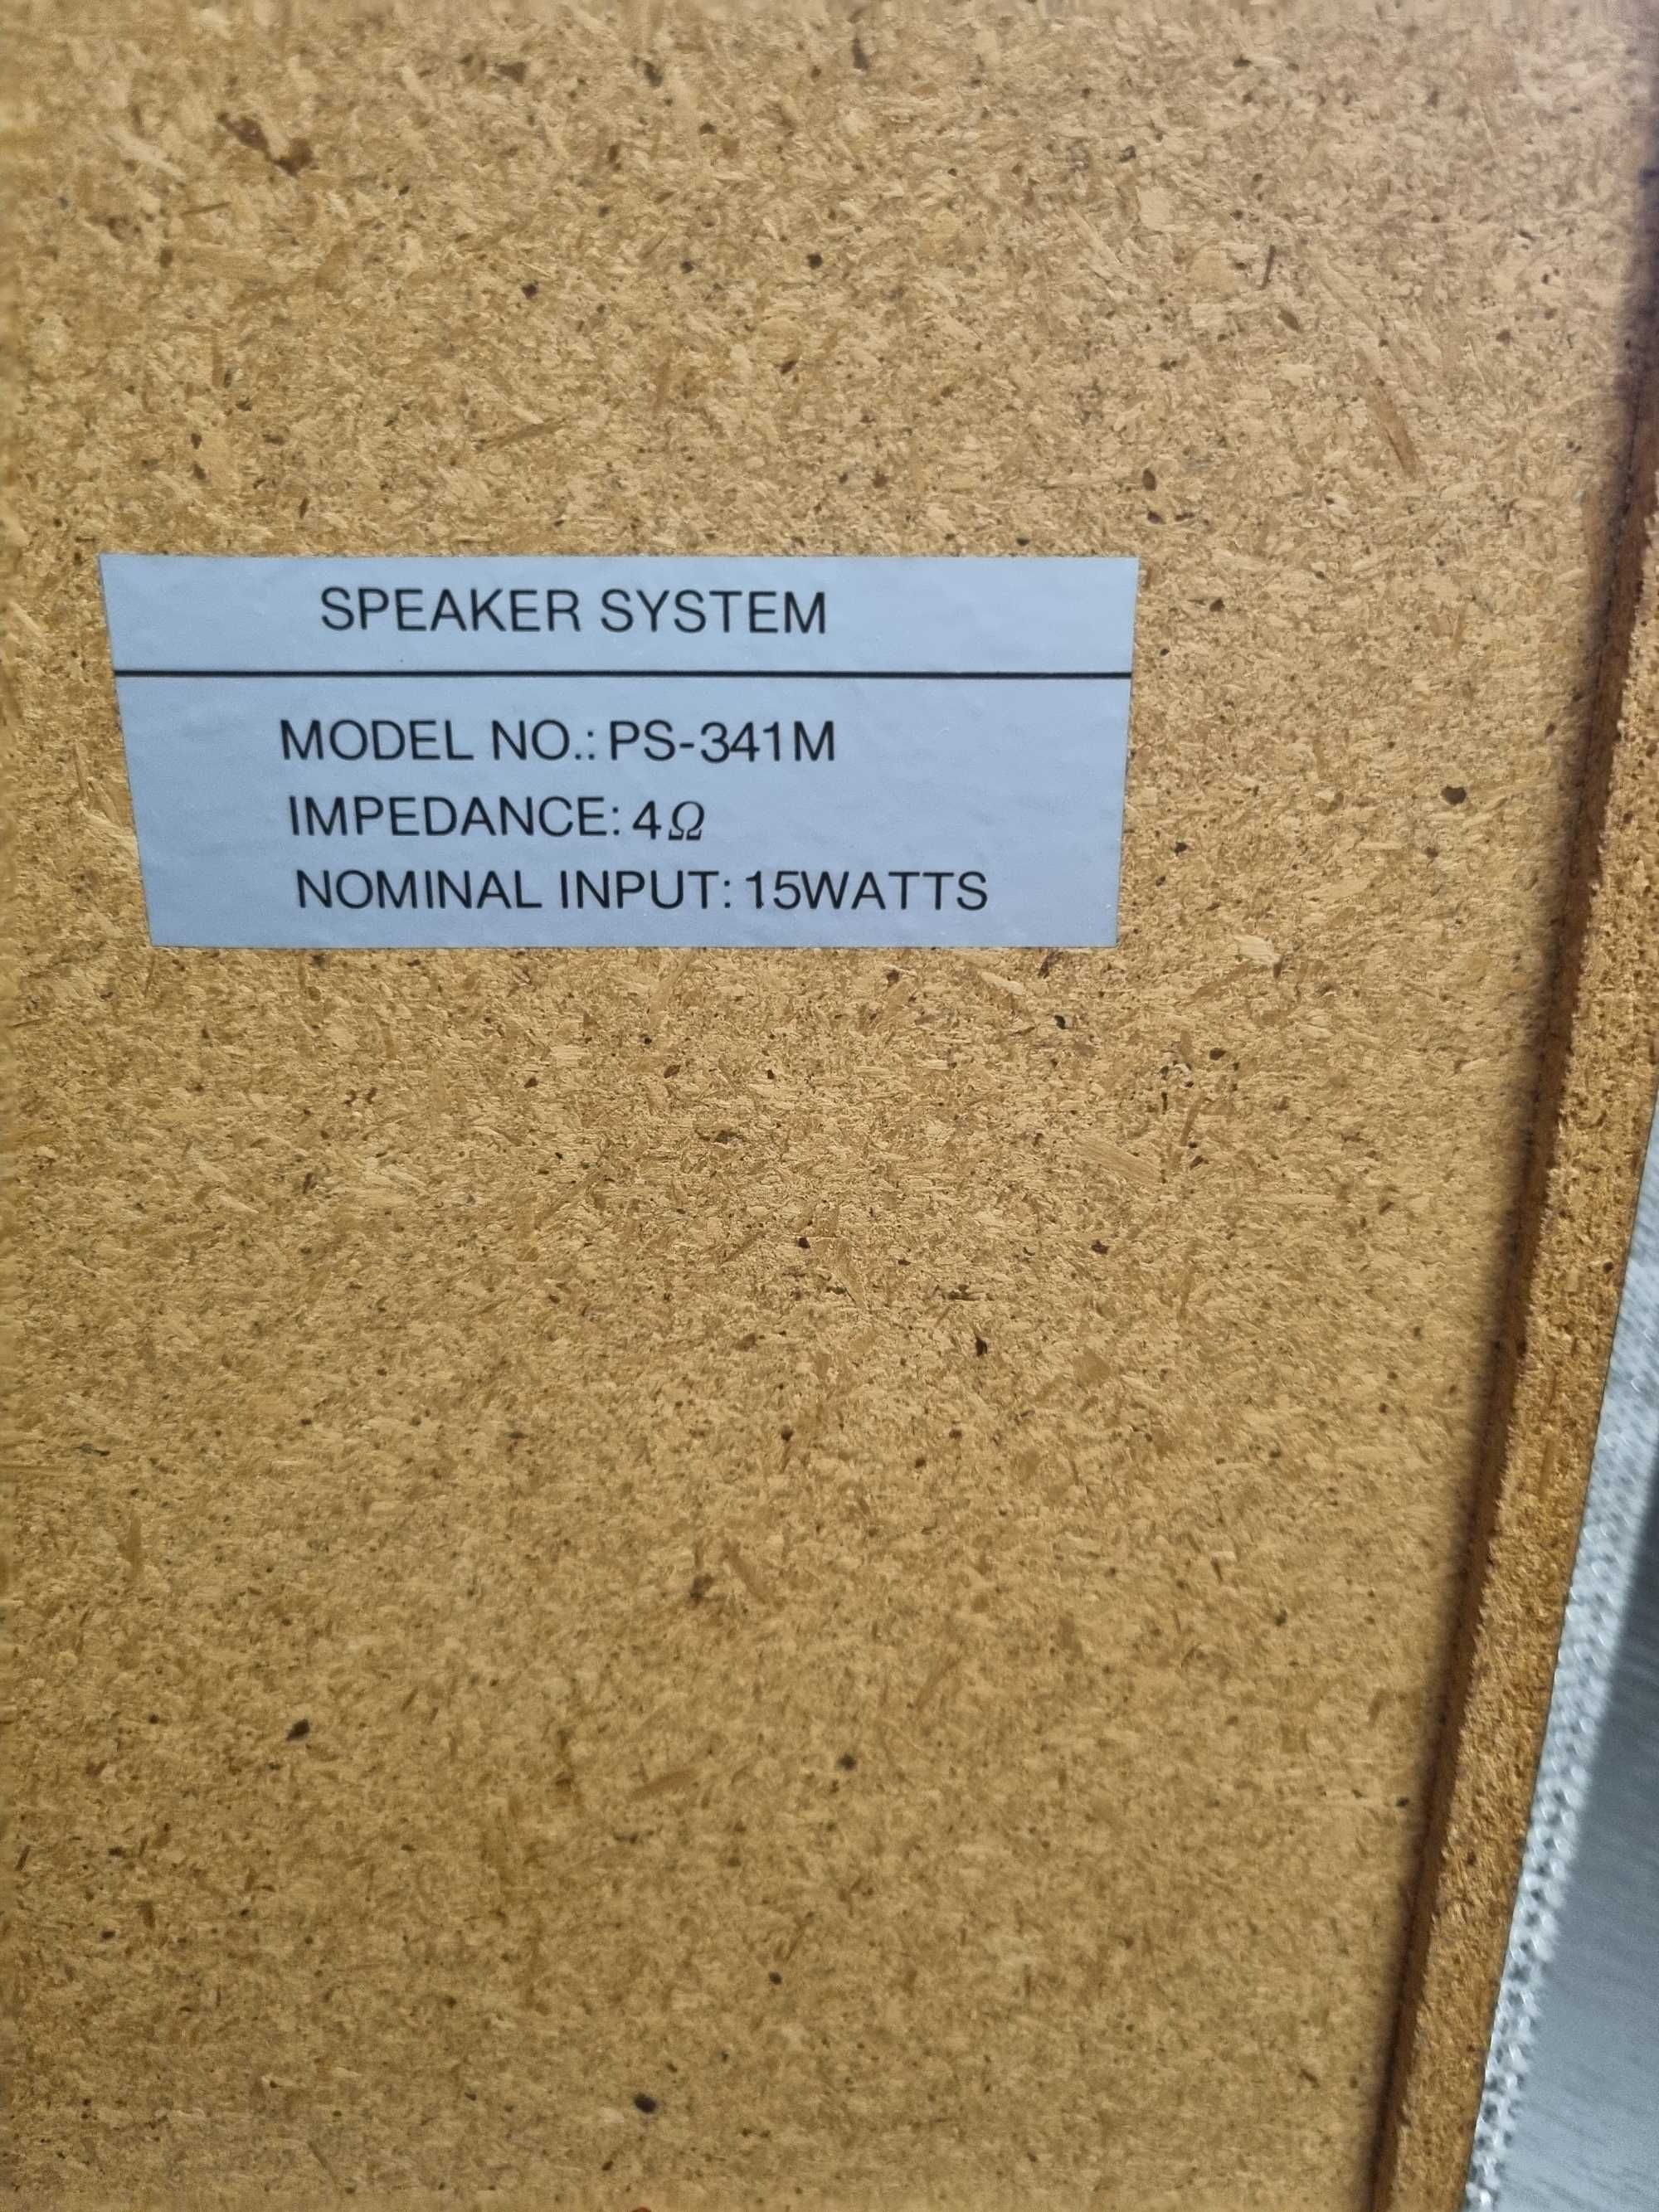 SPEAKER SYSTEM
MODEL NO.: PS-341M
IMPEDANCE: 4Ω
NOMINAL INPUT: 15WATTS